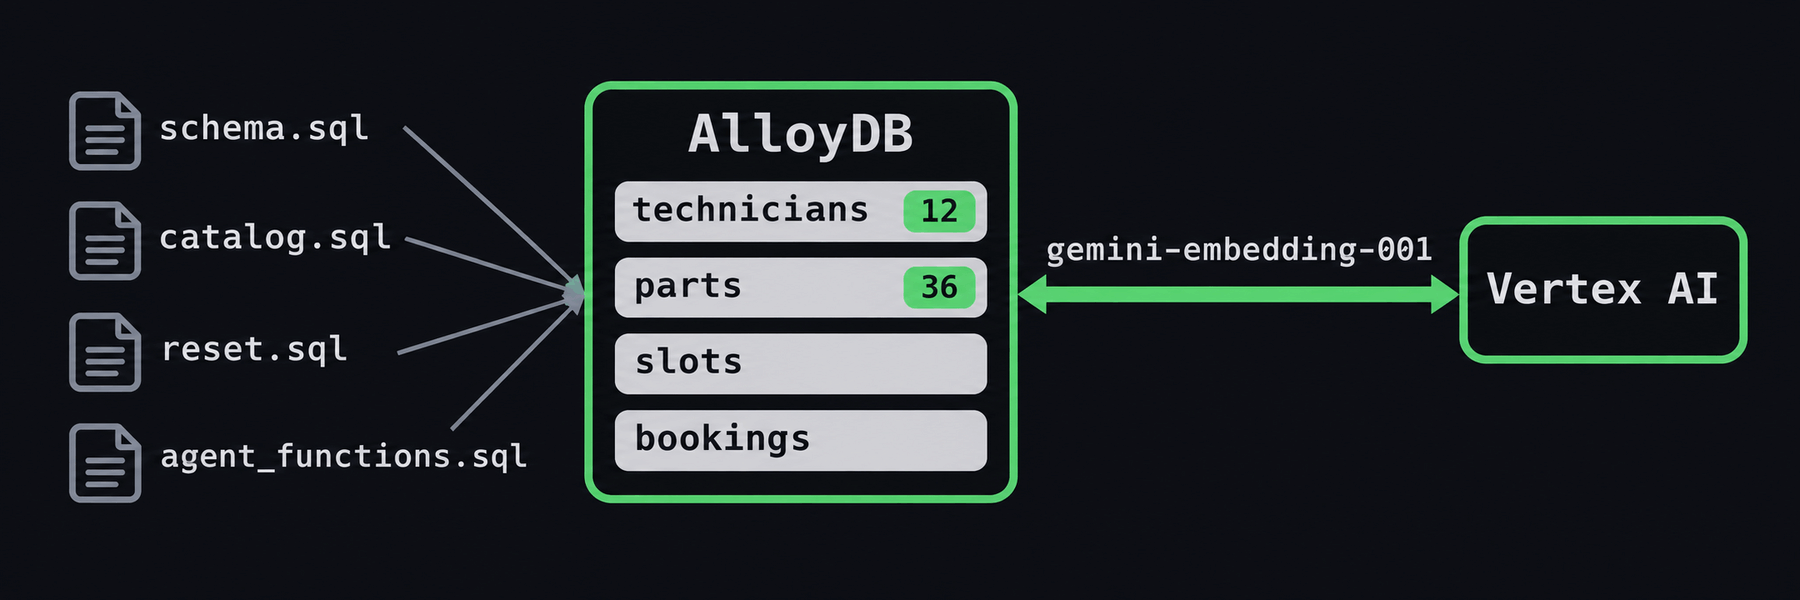 schema.sql
catalog.sql
reset.sql
agent_functions.sql
AlloyDB
technicians 12
parts 36
slots
bookings
gemini-embedding-001
Vertex AI